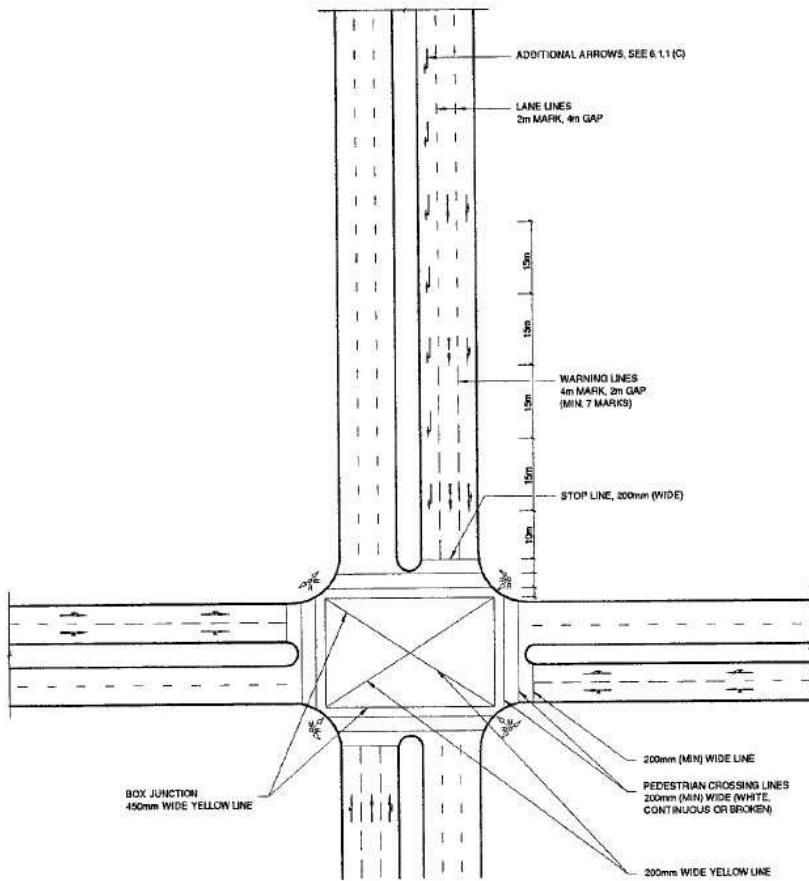 ADDITIONAL ARROWS, SEE 6.1.1 (C)
LANE LINES
2m MARK, 4m GAP
15m
15m
WARNING LINES
4m MARK, 2m GAP
(MIN. 7 MARKS)
15m
15m
STOP LINE, 200mm (WIDE)
10m
200mm (MIN) WIDE LINE
PEDESTRIAN CROSSING LINES
200mm (MIN) WIDE (WHITE,
CONTINUOUS OR BROKEN)
BOX JUNCTION
450mm WIDE YELLOW LINE
200mm WIDE YELLOW LINE